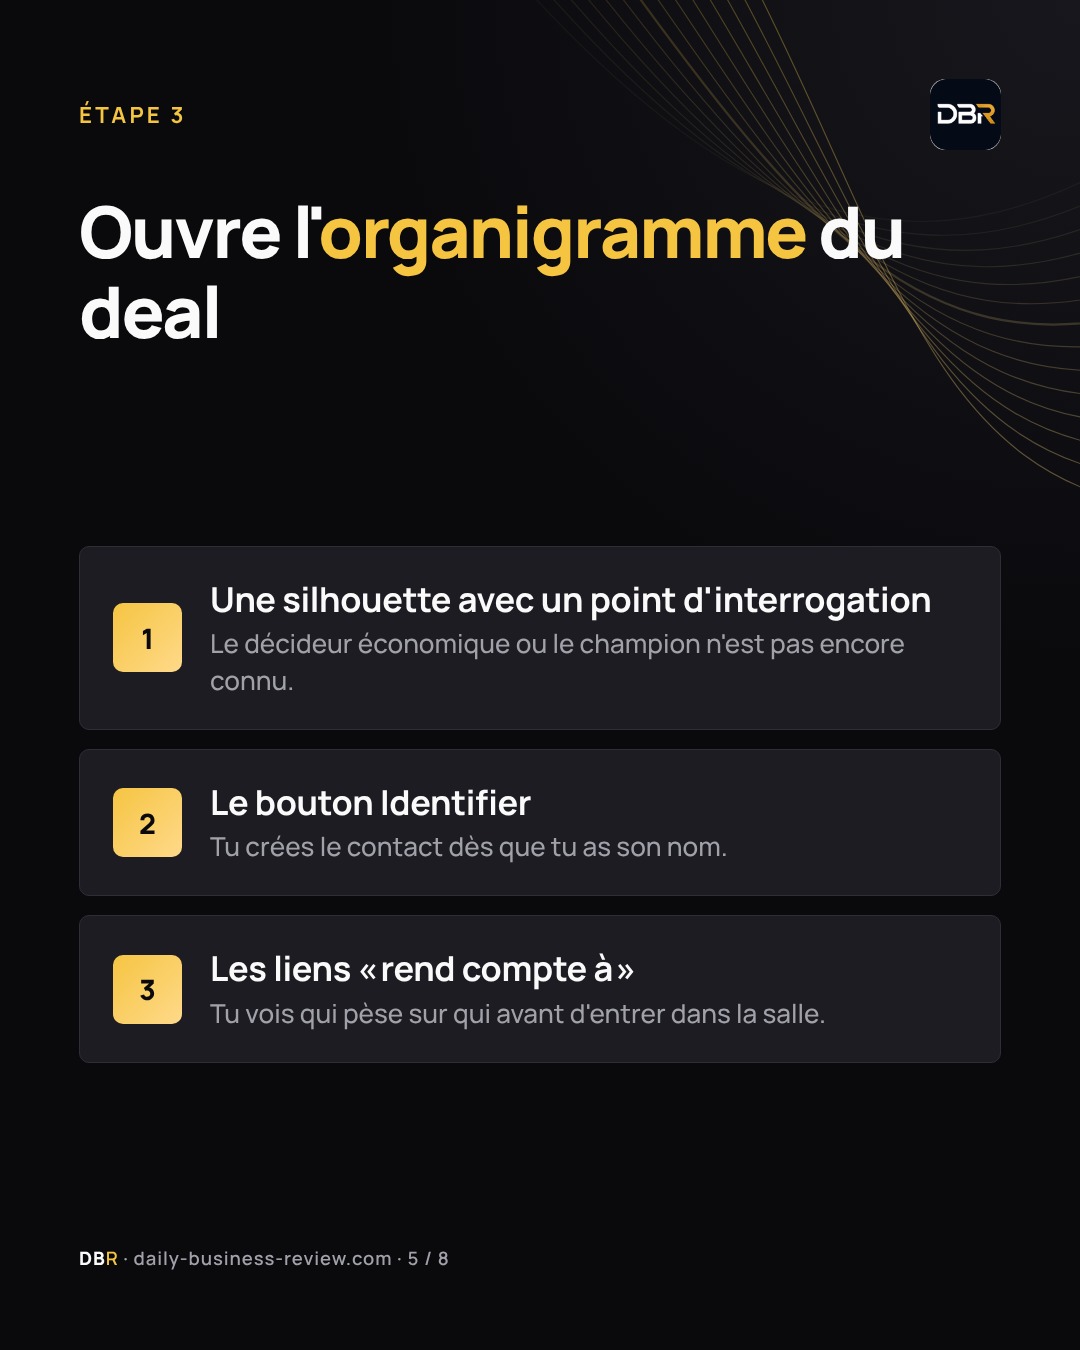 ÉTAPE 3
DBR
Ouvre l'organigramme du
deal
1
Une silhouette avec un point d'interrogation
Le décideur économique ou le champion n'est pas encore
connu.
2
Le bouton Identifier
Tu crées le contact dès que tu as son nom.
3
Les liens «rend compte à»
Tu vois qui pèse sur qui avant d'entrer dans la salle.
DBR · daily-business-review.com · 5 / 8